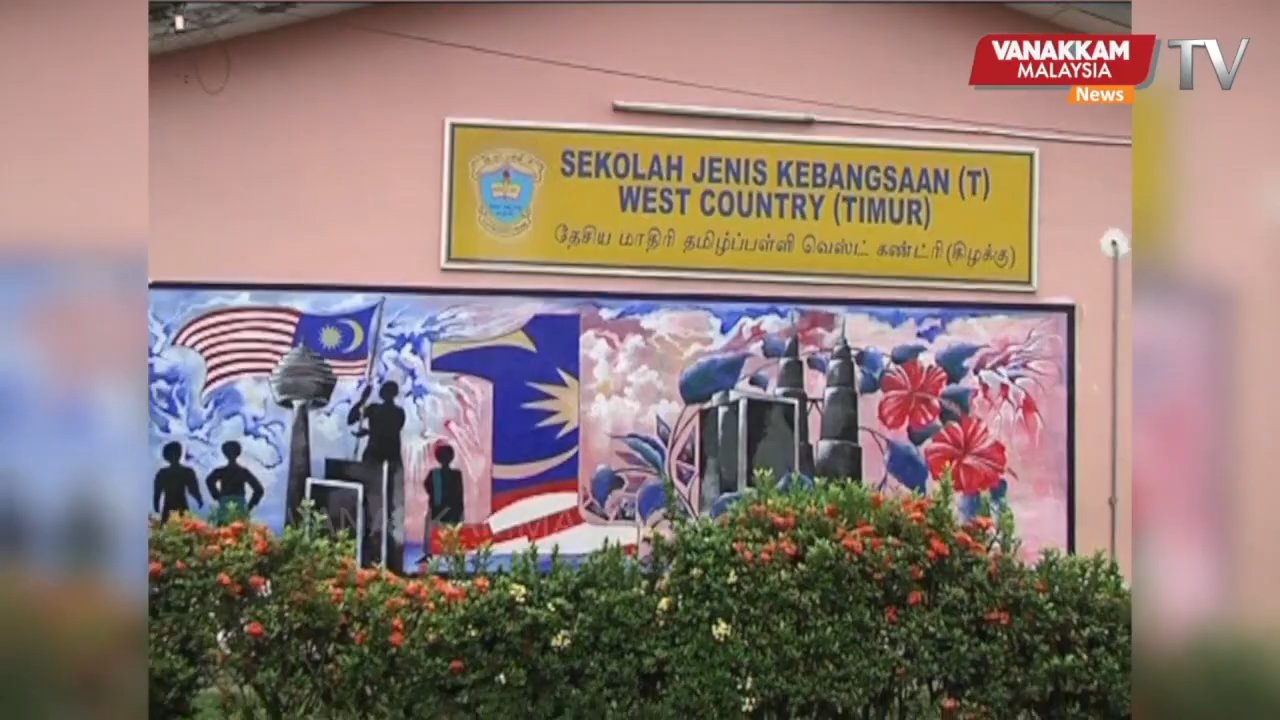 VANAKKAM TV
MALAYSIA
News
SEKOLAH JENIS KEBANGSAAN (T)
WEST COUNTRY (TIMUR)
தேசிய மாதிரி தமிழ்ப்பள்ளி வெஸ்ட் கண்ட்ரி (கிழக்கு)